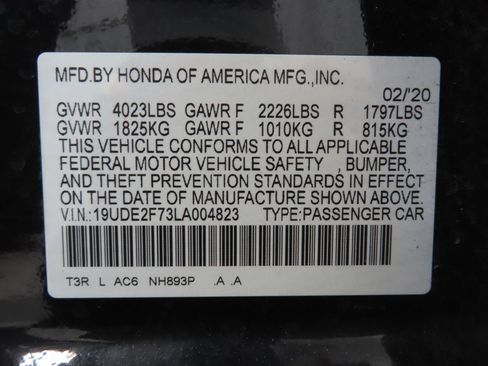 MFD.BY HONDA OF AMERICA MFG.,INC.
02/'20
GVWR 4023LBS GAWR F 2226LBS R 1797LBS
GVWR 1825KG GAWR F 1010KG R 815KG
THIS VEHICLE CONFORMS TO ALL APPLICABLE
FEDERAL MOTOR VEHICLE SAFETY , BUMPER,
AND THEFT PREVENTION STANDARDS IN EFFECT
ON THE DATE OF MANUFACTURE SHOWN ABOVE.
V.I.N.:19UDE2F73LA004823 TYPE:PASSENGER CAR
T3R L AC6 NH893P .A .A